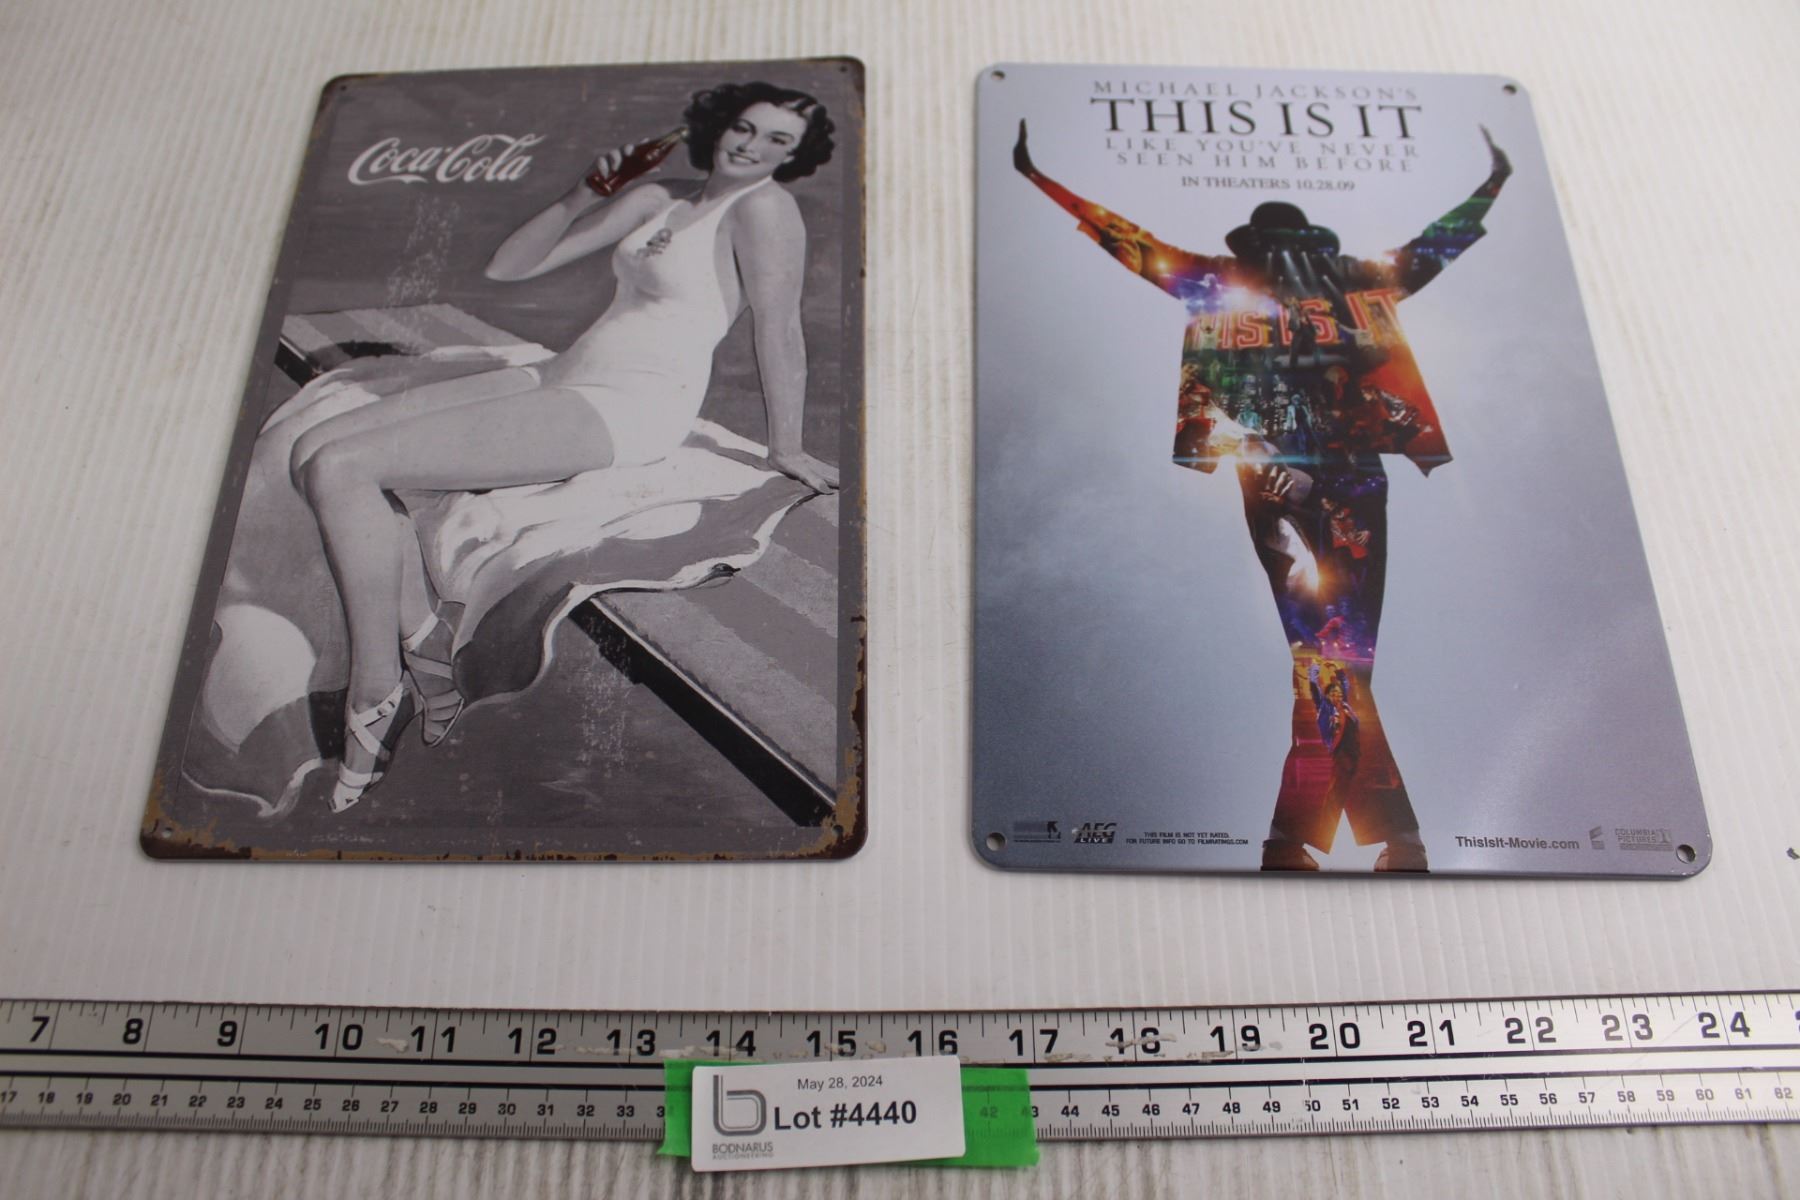 Coca-Cola
MICHAEL JACKSON'S
THIS IS IT
LIKE YOU'VE NEVER
SEEN HIM BEFORE
IN THEATERS 10.28.09
THIS IS IT
AEG
LIVE
THIS FILM IS NOT YET RATED.
FOR FUTURE INFO GO TO FILMRATINGS.COM
ThisIsIt-Movie.com
COLUMBIA
PICTURES
7 8 9 10 11 12 13 14 15 16 17 18 19 20 21 22 23 24
17 18 19 20 21 22 23 24 25 26 27 28 29 30 31 32 33 42 43 44 45 46 47 48 49 50 51 52 53 54 55 56 57 58 59 60 61 62
May 28, 2024
Lot #4440
BODNARUS
AUCTIONEERING